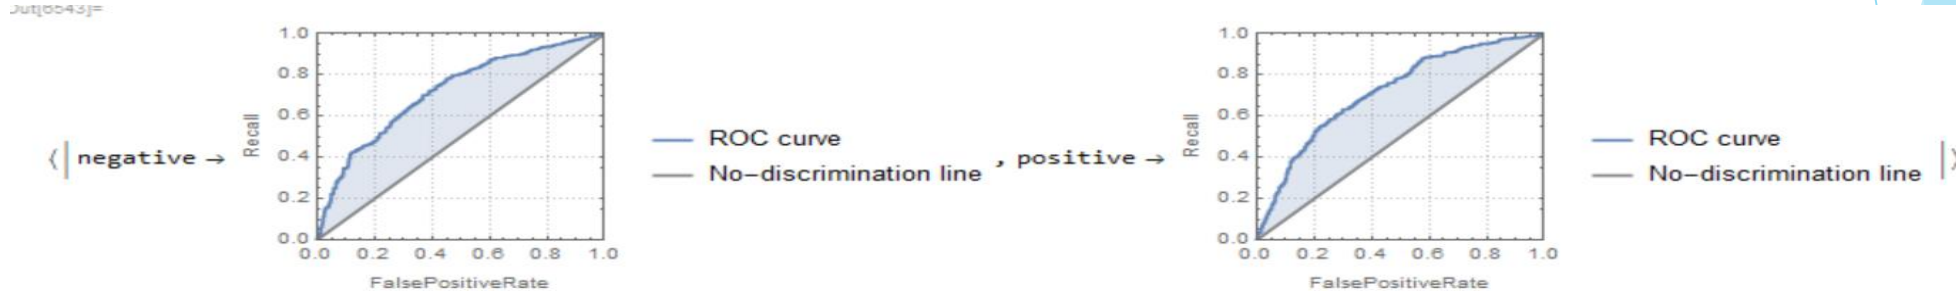 Out[6543]=
⟨| negative →
1.0
0.8
0.6
0.4
0.2
0.0
Recall
0.0 0.2 0.4 0.6 0.8 1.0
FalsePositiveRate
ROC curve
No-discrimination line
, positive →
1.0
0.8
0.6
0.4
0.2
0.0
Recall
0.0 0.2 0.4 0.6 0.8 1.0
FalsePositiveRate
ROC curve
No-discrimination line
|⟩